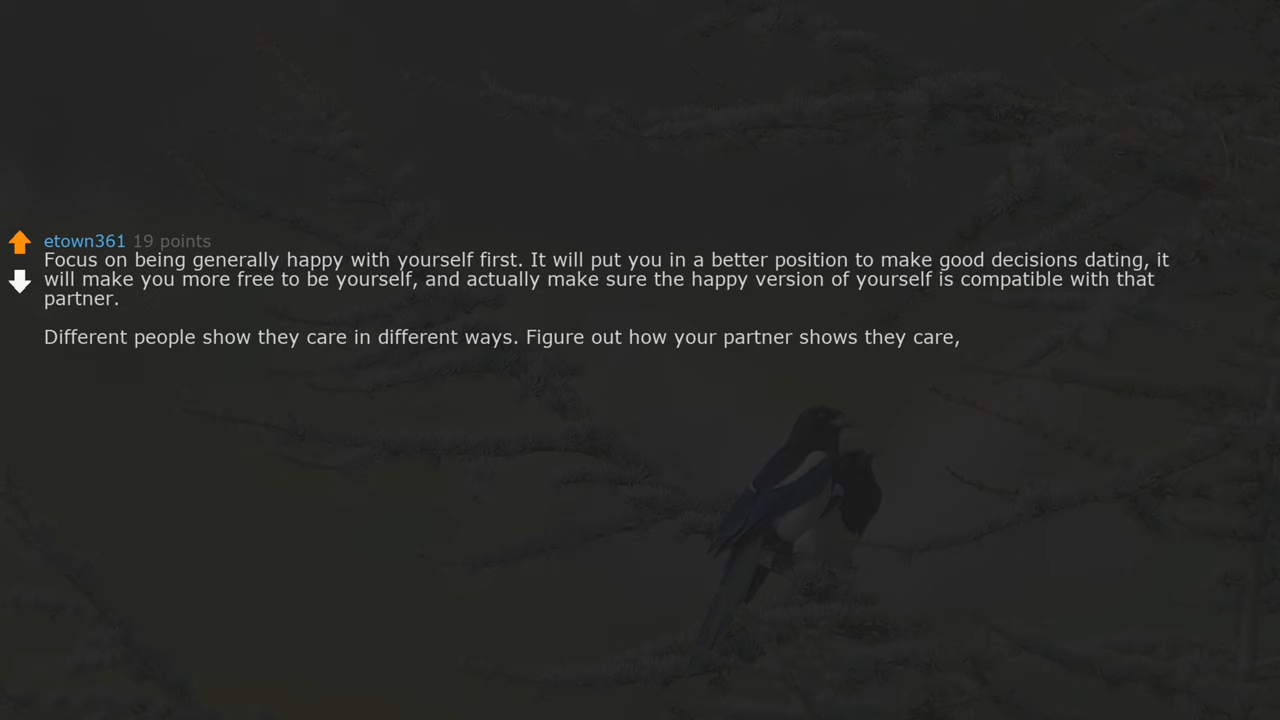 etown361 19 points
Focus on being generally happy with yourself first. It will put you in a better position to make good decisions dating, it
will make you more free to be yourself, and actually make sure the happy version of yourself is compatible with that
partner.
Different people show they care in different ways. Figure out how your partner shows they care,